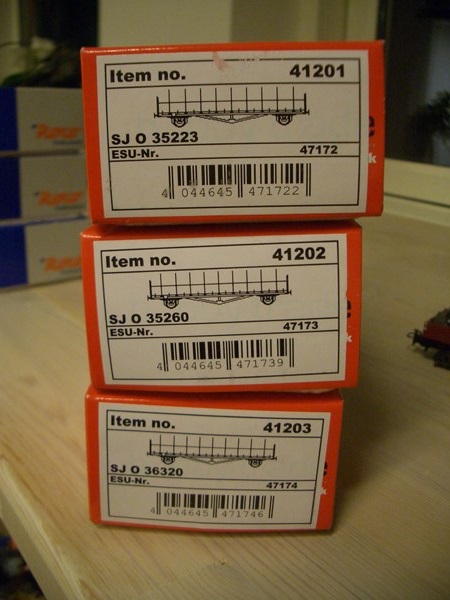 Item no. 41201
SJ O 35223
ESU-Nr. 47172
4 044645 471722
Item no. 41202
SJ O 35260
ESU-Nr. 47173
4 044645 471739
Item no. 41203
SJ O 36320
ESU-Nr. 47174
4 044645 471746